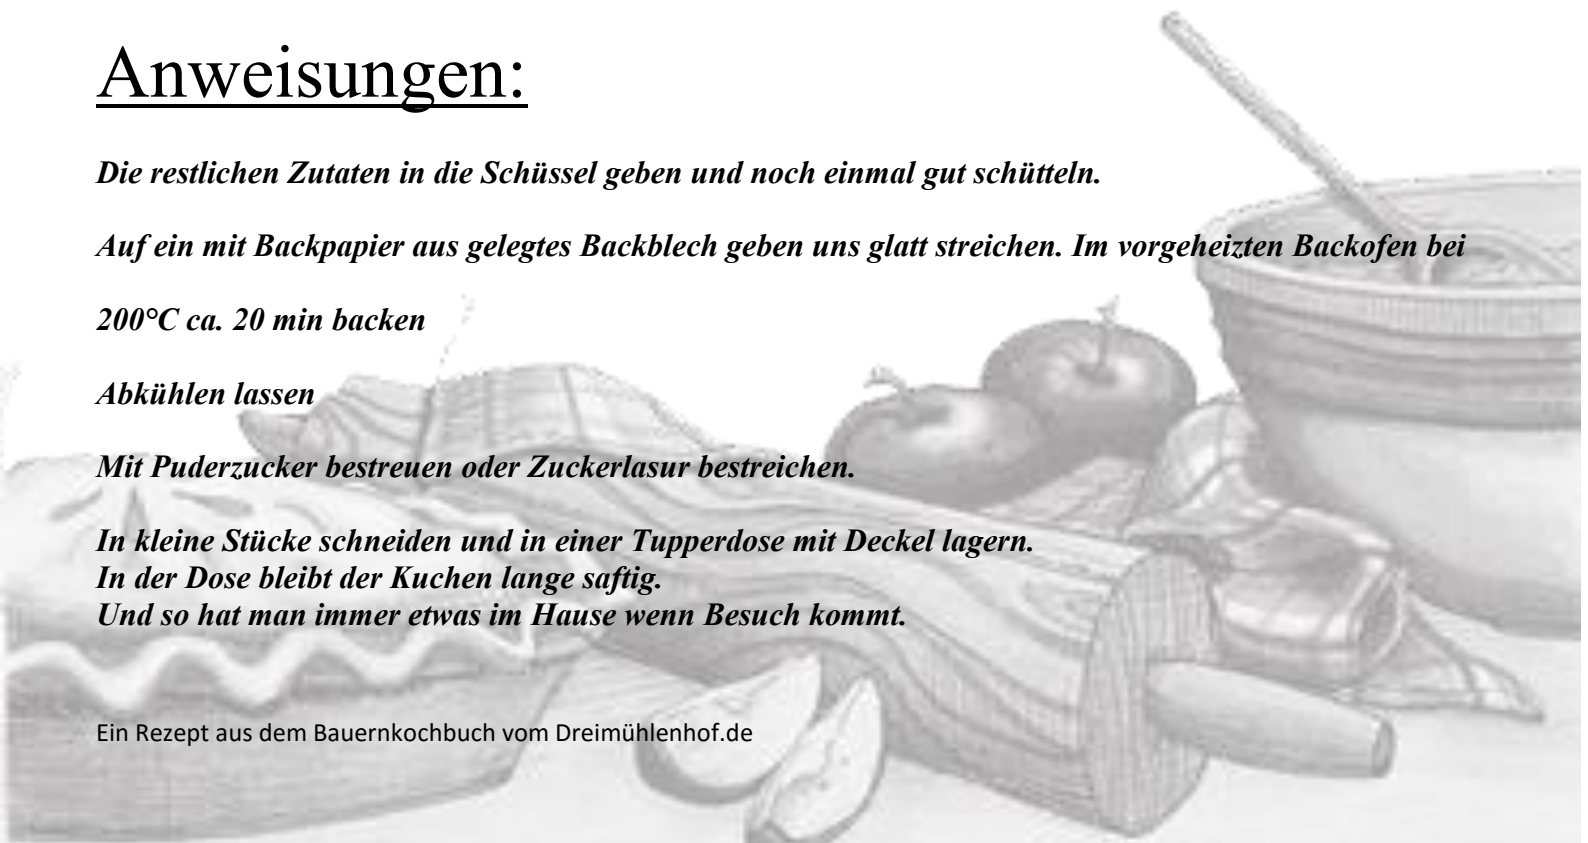 Anweisungen:
Die restlichen Zutaten in die Schüssel geben und noch einmal gut schütteln.
Auf ein mit Backpapier aus gelegtes Backblech geben uns glatt streichen. Im vorgeheizten Backofen bei
200°C ca. 20 min backen
Abkühlen lassen
Mit Puderzucker bestreuen oder Zuckerlasur bestreichen.
In kleine Stücke schneiden und in einer Tupperdose mit Deckel lagern.
In der Dose bleibt der Kuchen lange saftig.
Und so hat man immer etwas im Hause wenn Besuch kommt.
Ein Rezept aus dem Bauernkochbuch vom Dreimühlenhof.de